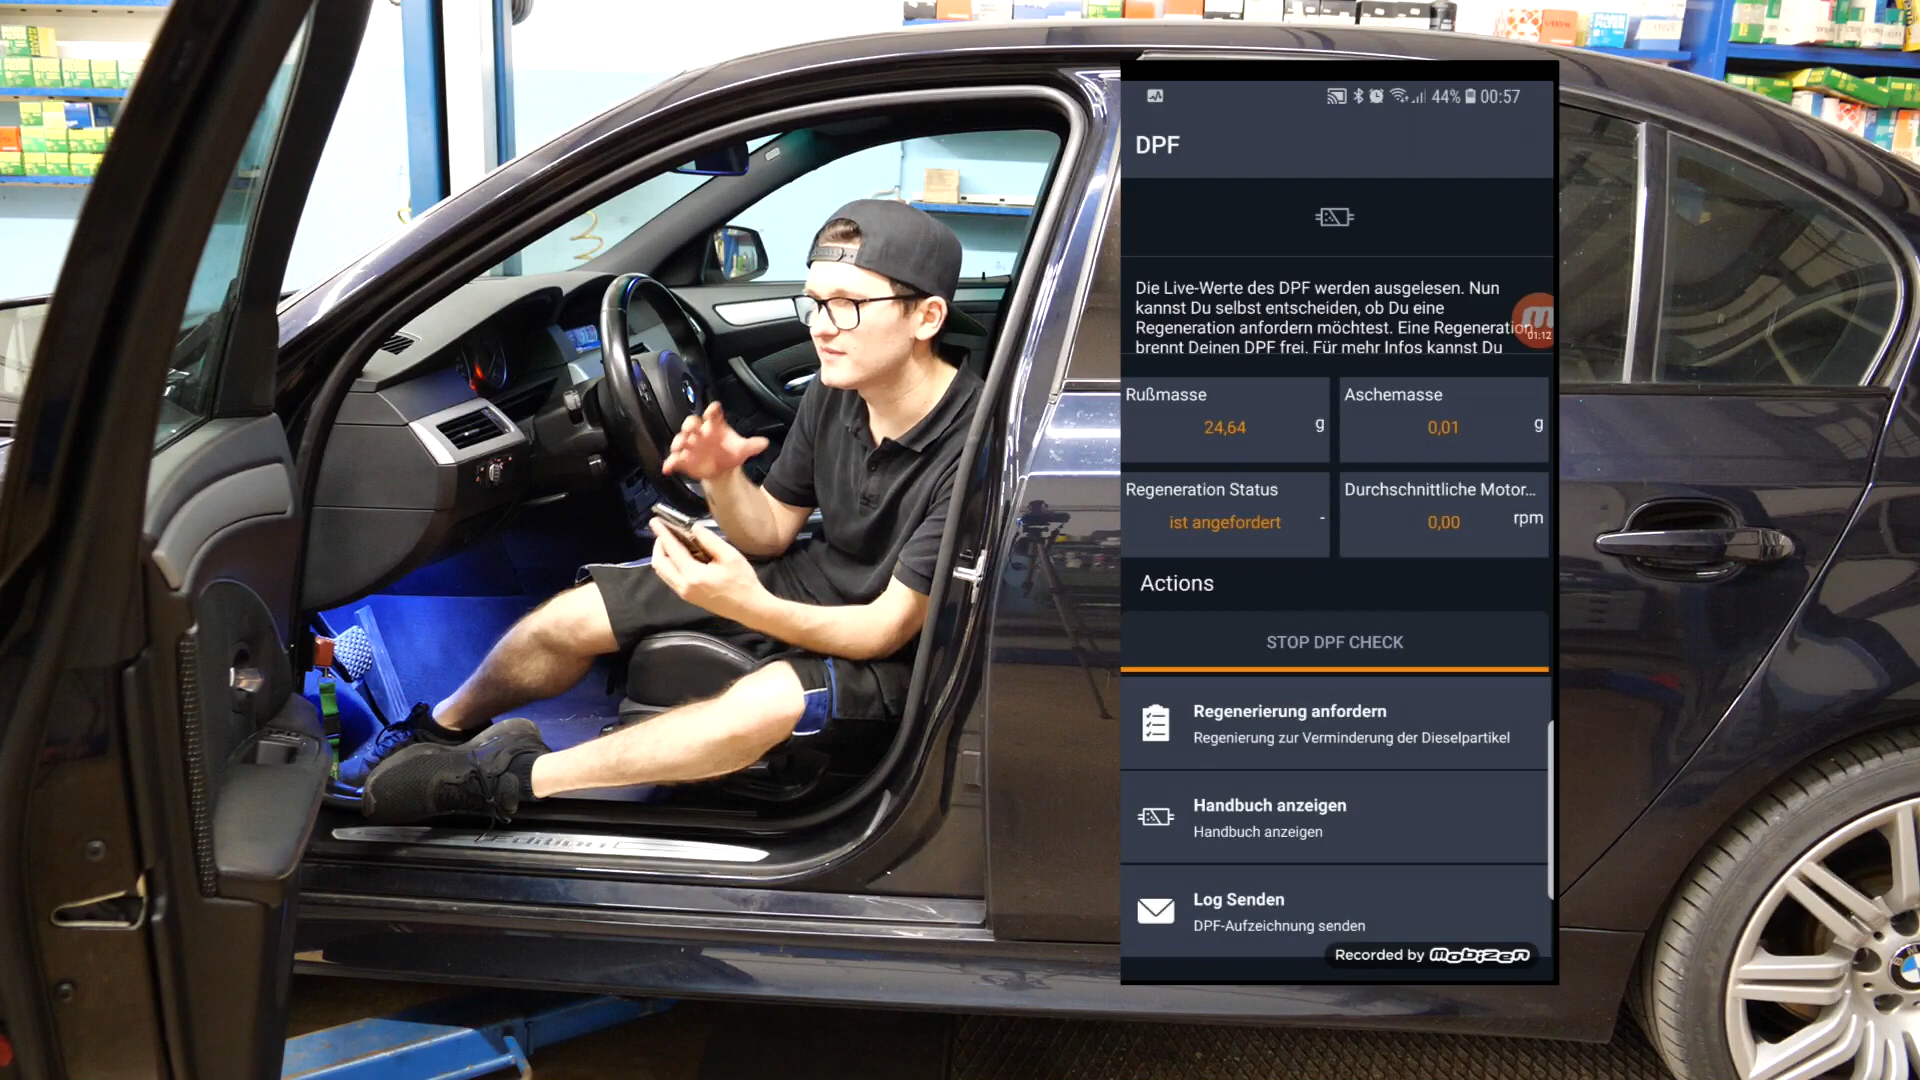 44% 00:57
DPF
Die Live-Werte des DPF werden ausgelesen. Nun
kannst Du selbst entscheiden, ob Du eine
Regeneration anfordern möchtest. Eine Regeneration
brennt Deinen DPF frei. Für mehr Infos kannst Du
01:12
Rußmasse
24,64 g
Aschemasse
0,01 g
Regeneration Status
ist angefordert -
Durchschnittliche Motor...
0,00 rpm
Actions
STOP DPF CHECK
Regenerierung anfordern
Regenierung zur Verminderung der Dieselpartikel
Handbuch anzeigen
Handbuch anzeigen
Log Senden
DPF-Aufzeichnung senden
Recorded by mobizen
Edition